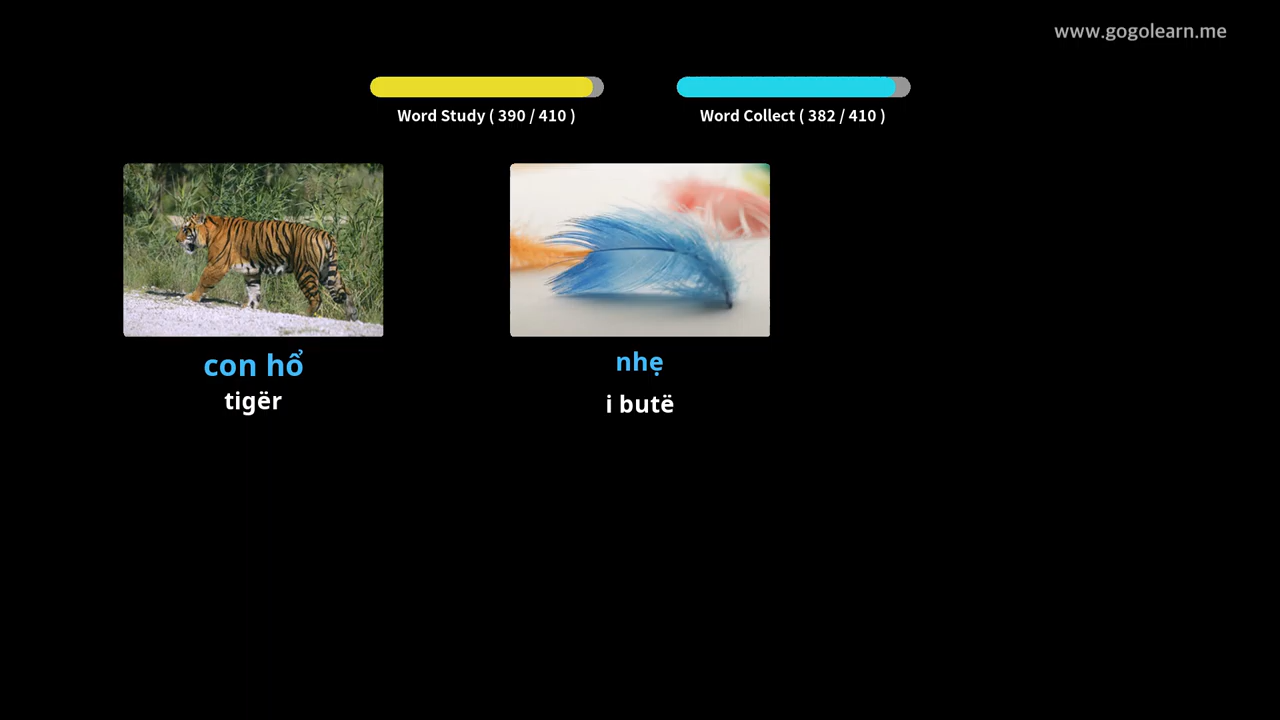 www.gogolearn.me
Word Study ( 390 / 410 )
Word Collect ( 382 / 410 )
con hổ
tigër
nhẹ
i butë